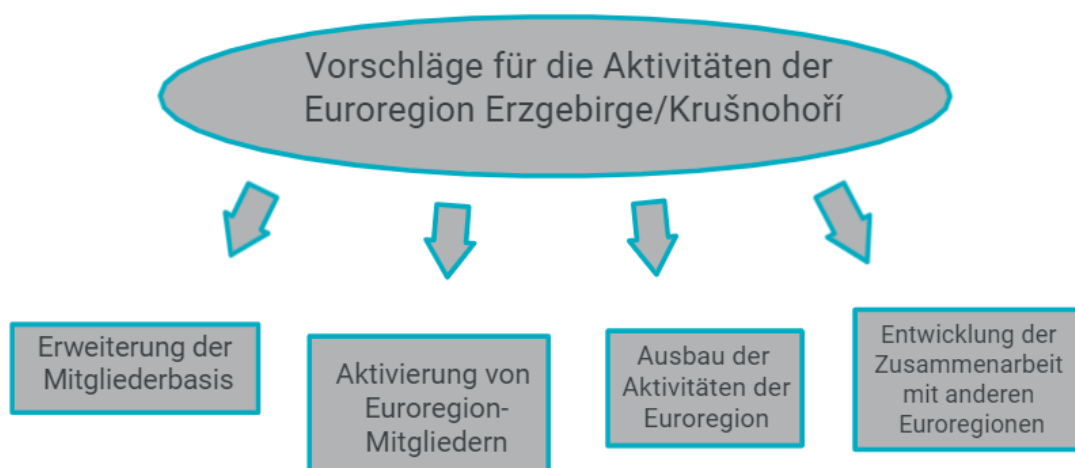 Vorschläge für die Aktivitäten der
Euroregion Erzgebirge/Krušnohoří
Erweiterung der
Mitgliederbasis
Aktivierung von
Euroregion-
Mitgliedern
Ausbau der
Aktivitäten der
Euroregion
Entwicklung der
Zusammenarbeit
mit anderen
Euroregionen